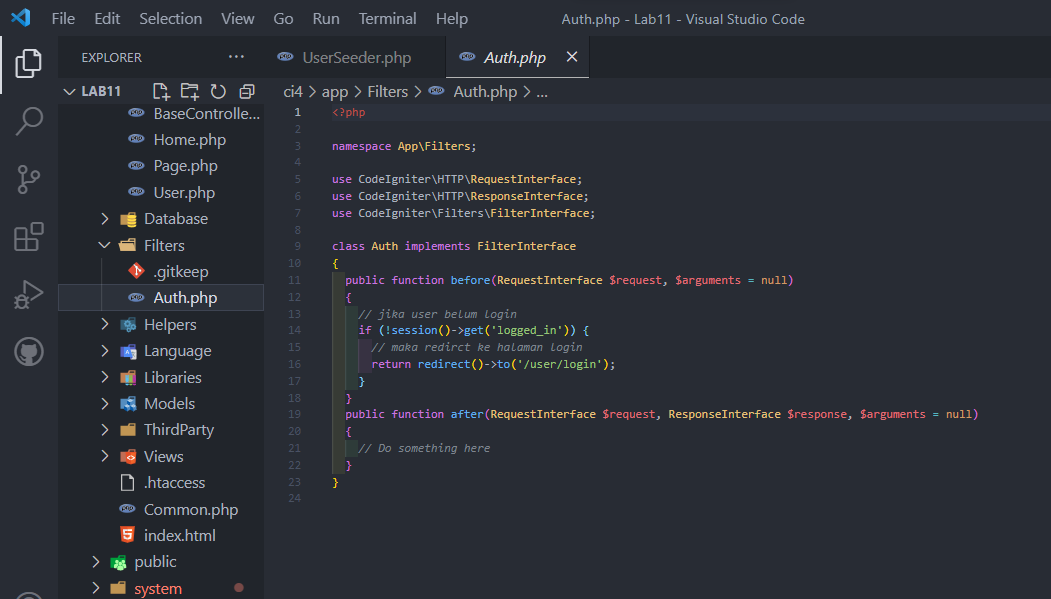 File Edit Selection View Go Run Terminal Help Auth.php - Lab11 - Visual Studio Code
EXPLORER ...
UserSeeder.php
Auth.php
LAB11
BaseControlle...
Home.php
Page.php
User.php
Database
Filters
.gitkeep
Auth.php
Helpers
Language
Libraries
Models
ThirdParty
Views
.htaccess
Common.php
index.html
public
system
ci4 > app > Filters > Auth.php > ...
1 <?php
2
3 namespace App\Filters;
4
5 use CodeIgniter\HTTP\RequestInterface;
6 use CodeIgniter\HTTP\ResponseInterface;
7 use CodeIgniter\Filters\FilterInterface;
8
9 class Auth implements FilterInterface
10 {
11 public function before(RequestInterface $request, $arguments = null)
12 {
13 // jika user belum login
14 if (!session()->get('logged_in')) {
15 // maka redirct ke halaman login
16 return redirect()->to('/user/login');
17 }
18 }
19 public function after(RequestInterface $request, ResponseInterface $response, $arguments = null)
20 {
21 // Do something here
22 }
23 }
24